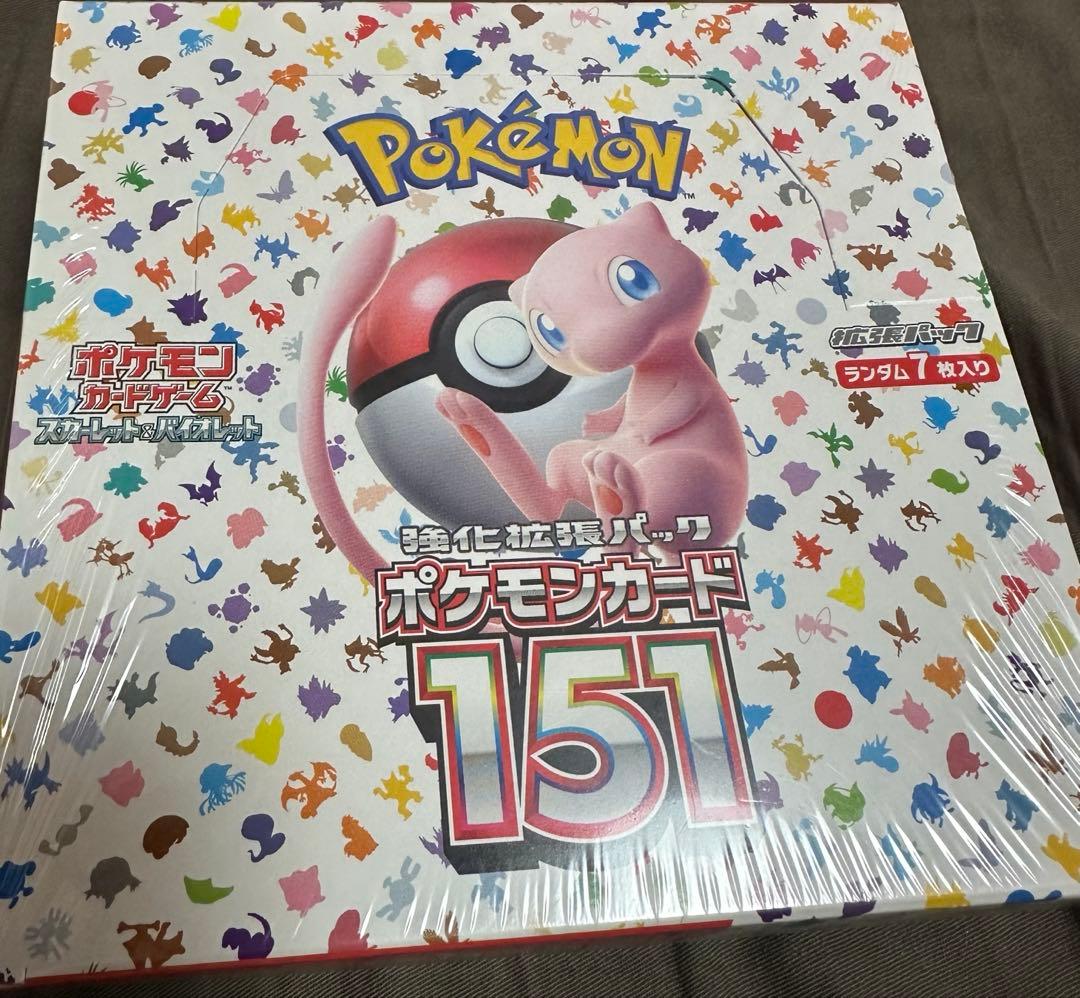 POKéMON
TM
拡張パック
ランダム7枚入り
ポケモン
カードゲーム
TM
スカーレット&バイオレット
強化拡張パック
ポケモンカード
151